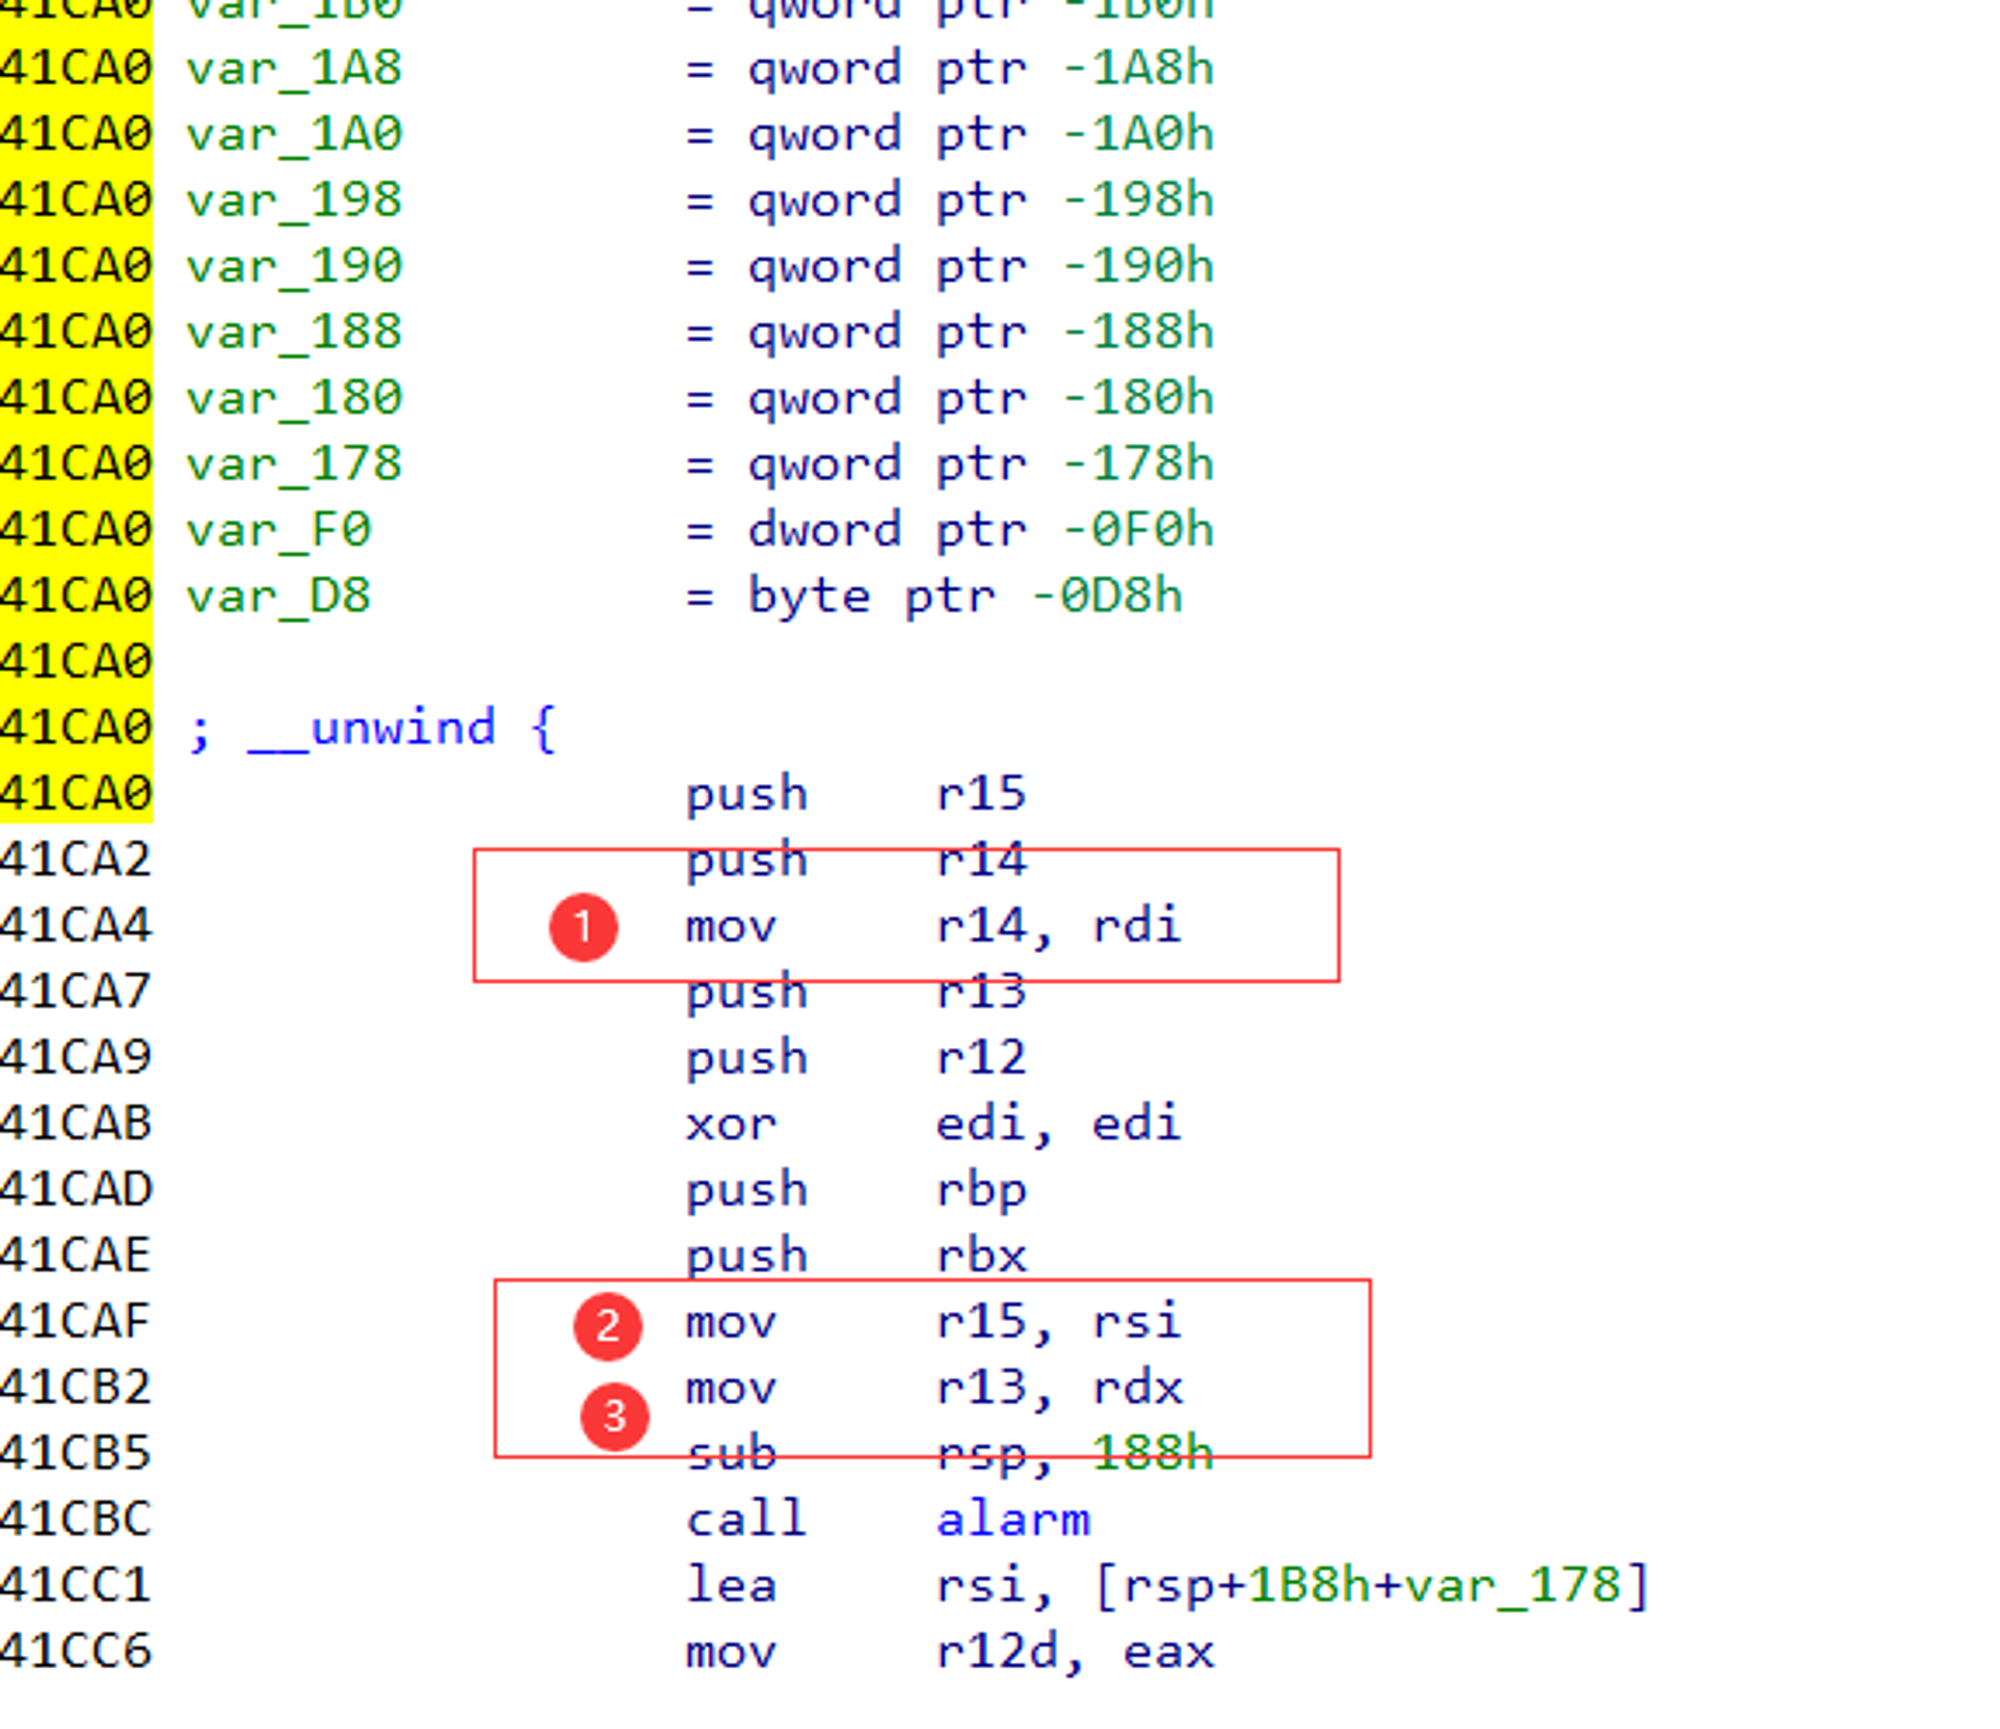 41CA0 var_1B0 = qword ptr -1B0h
41CA0 var_1A8 = qword ptr -1A8h
41CA0 var_1A0 = qword ptr -1A0h
41CA0 var_198 = qword ptr -198h
41CA0 var_190 = qword ptr -190h
41CA0 var_188 = qword ptr -188h
41CA0 var_180 = qword ptr -180h
41CA0 var_178 = qword ptr -178h
41CA0 var_F0 = dword ptr -0F0h
41CA0 var_D8 = byte ptr -0D8h
41CA0
41CA0 ; __unwind {
41CA0 push r15
41CA2 push r14
41CA4 1 mov r14, rdi
41CA7 push r13
41CA9 push r12
41CAB xor edi, edi
41CAD push rbp
41CAE push rbx
41CAF 2 mov r15, rsi
41CB2 mov r13, rdx
3
41CB5 sub rsp, 188h
41CBC call alarm
41CC1 lea rsi, [rsp+1B8h+var_178]
41CC6 mov r12d, eax